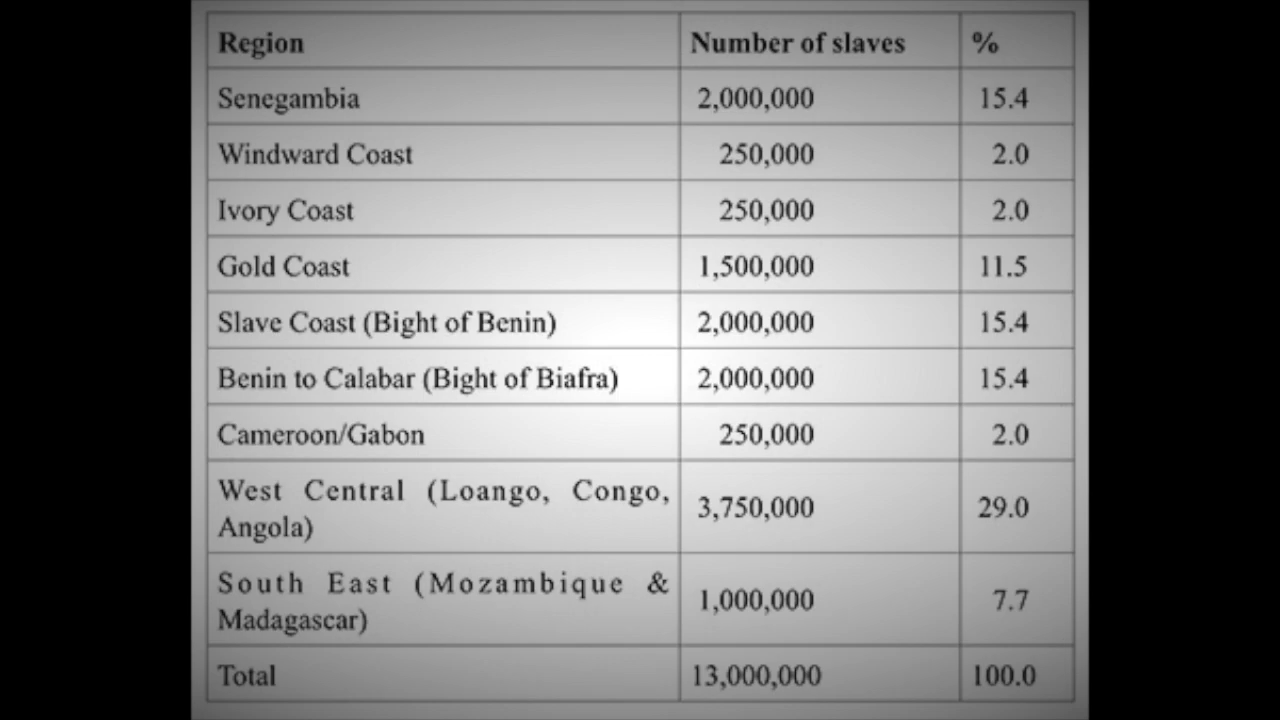 Region Number of slaves %
Senegambia 2,000,000 15.4
Windward Coast 250,000 2.0
Ivory Coast 250,000 2.0
Gold Coast 1,500,000 11.5
Slave Coast (Bight of Benin) 2,000,000 15.4
Benin to Calabar (Bight of Biafra) 2,000,000 15.4
Cameroon/Gabon 250,000 2.0
West Central (Loango, Congo,
Angola) 3,750,000 29.0
South East (Mozambique &
Madagascar) 1,000,000 7.7
Total 13,000,000 100.0